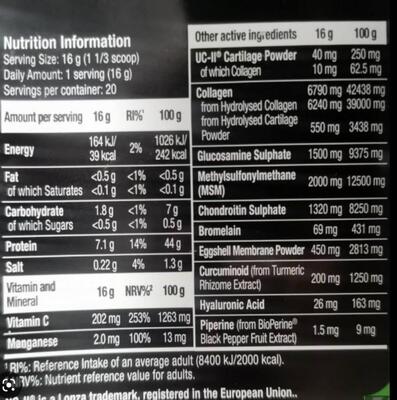 Nutrition Information
Serving Size: 16 g (1 1/3 scoop)
Daily Amount: 1 serving (16 g)
Servings per container: 20
Amount per serving 16 g RI%¹ 100 g
Energy 164 kJ/ 39 kcal 2% 1026 kJ/ 242 kcal
Fat <0.5 g <1% <0.5 g
of which Saturates <0.1 g <1% <0.1 g
Carbohydrate 1.8 g <1% 7 g
of which Sugars <0.5 g <1% 0.5 g
Protein 7.1 g 14% 44 g
Salt 0.22 g 4% 1.3 g
Vitamin and
Mineral 16 g NRV%² 100 g
Vitamin C 202 mg 253% 1263 mg
Manganese 2.0 mg 100% 13 mg
Other active ingredients 16 g 100 g
UC-II® Cartilage Powder 40 mg 250 mg
of which Collagen 10 mg 62.5 mg
Collagen 6790 mg 42438 mg
from Hydrolysed Collagen 6240 mg 39000 mg
from Hydrolysed Cartilage
Powder 550 mg 3438 mg
Glucosamine Sulphate 1500 mg 9375 mg
Methylsulfonylmethane
(MSM) 2000 mg 12500 mg
Chondroitin Sulphate 1320 mg 8250 mg
Bromelain 69 mg 431 mg
Eggshell Membrane Powder 450 mg 2813 mg
Curcuminoid (from Turmeric
Rhizome Extract) 200 mg 1250 mg
Hyaluronic Acid 26 mg 163 mg
Piperine (from BioPerine®
Black Pepper Fruit Extract) 1.5 mg 9 mg
¹RI%: Reference Intake of an average adult (8400 kJ/2000 kcal).
NRV%: Nutrient reference value for adults.
is a Lonza trademark, registered in the European Union..